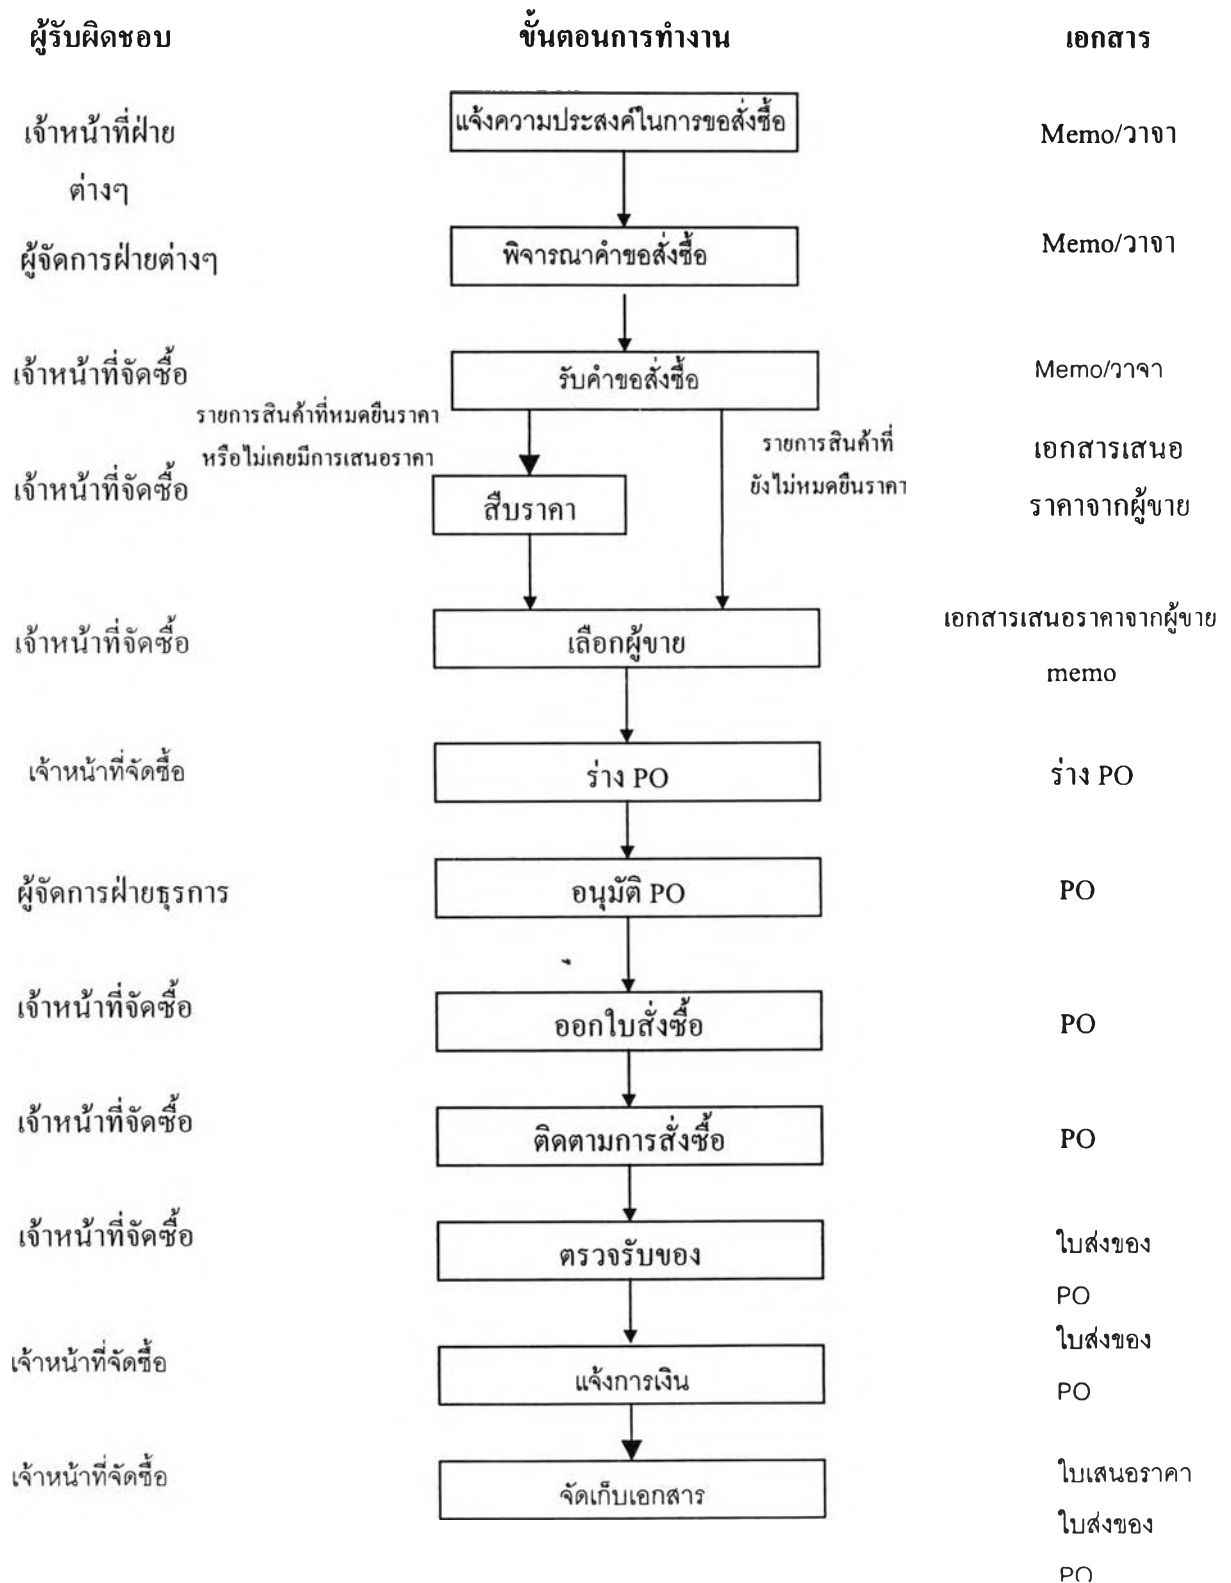 ผู้รับผิดชอบ ขั้นตอนการทำงาน เอกสาร
เจ้าหน้าที่ฝ่าย แจ้งความประสงค์ในการขอสั่งซื้อ Memo/วาจา
ต่างๆ
ผู้จัดการฝ่ายต่างๆ พิจารณาคำขอสั่งซื้อ Memo/วาจา
เจ้าหน้าที่จัดซื้อ รับคำขอสั่งซื้อ Memo/วาจา
รายการสินค้าที่หมดยืนราคา
หรือไม่เคยมีการเสนอราคา
รายการสินค้าที่
ยังไม่หมดยืนราคา
เอกสารเสนอ
ราคาจากผู้ขาย
เจ้าหน้าที่จัดซื้อ สืบราคา
เจ้าหน้าที่จัดซื้อ เลือกผู้ขาย เอกสารเสนอราคาจากผู้ขาย
memo
เจ้าหน้าที่จัดซื้อ ร่าง PO ร่าง PO
ผู้จัดการฝ่ายธุรการ อนุมัติ PO PO
เจ้าหน้าที่จัดซื้อ ออกใบสั่งซื้อ PO
เจ้าหน้าที่จัดซื้อ ติดตามการสั่งซื้อ PO
เจ้าหน้าที่จัดซื้อ ตรวจรับของ ใบส่งของ
PO
เจ้าหน้าที่จัดซื้อ แจ้งการเงิน ใบส่งของ
PO
เจ้าหน้าที่จัดซื้อ จัดเก็บเอกสาร ใบเสนอราคา
ใบส่งของ
PO